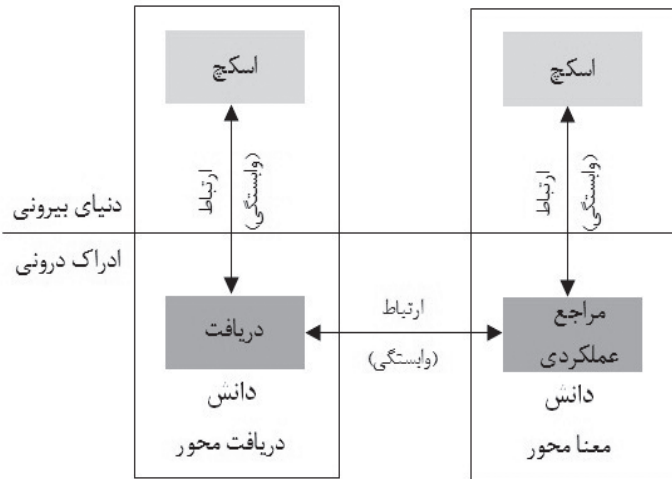 اسکچ
اسکچ
ارتباط
(وابستگی)
ارتباط
(وابستگی)
دنیای بیرونی
ادراک درونی
مراجع
عملکردی
ارتباط
(وابستگی)
دریافت
دانش
معنا محور
دانش
دریافت محور